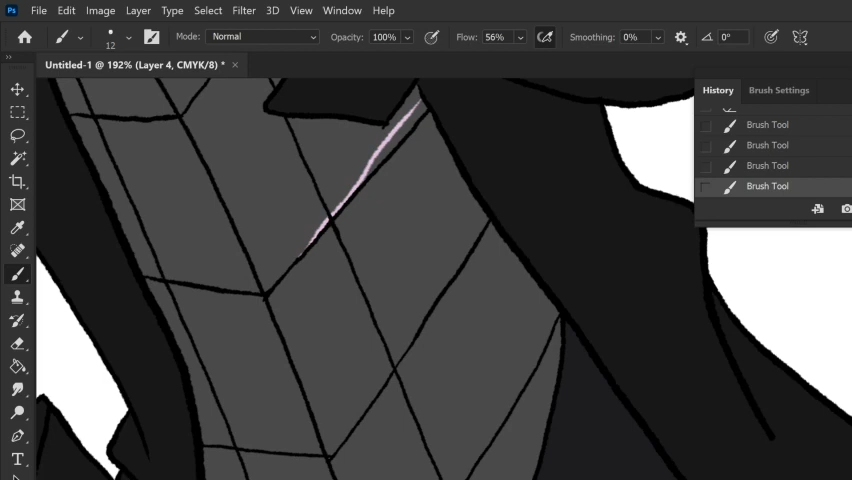 Ps File Edit Image Layer Type Select Filter 3D View Window Help
12 Mode: Normal Opacity: 100% Flow: 56% Smoothing: 0% 0°
Untitled-1 @ 192% (Layer 4, CMYK/8) * ×
History Brush Settings
Brush Tool
Brush Tool
Brush Tool
Brush Tool